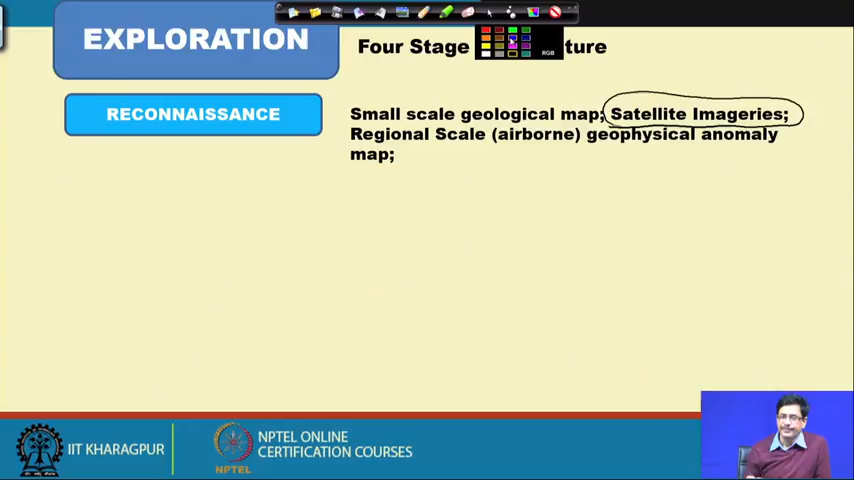 EXPLORATION
Four Stage
ture
RGB
RECONNAISSANCE
Small scale geological map; Satellite Imageries;
Regional Scale (airborne) geophysical anomaly
map;
IIT KHARAGPUR
NPTEL
NPTEL ONLINE
CERTIFICATION COURSES